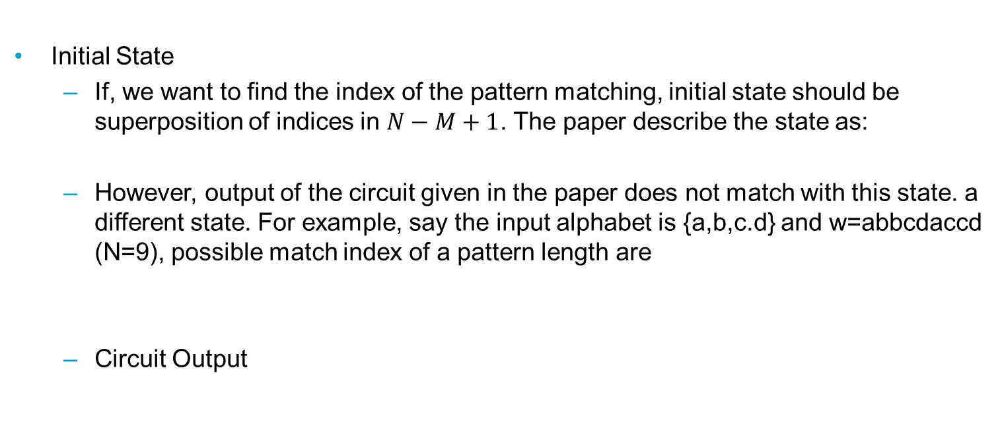 • Initial State
– If, we want to find the index of the pattern matching, initial state should be
superposition of indices in N − M + 1. The paper describe the state as:
– However, output of the circuit given in the paper does not match with this state. a
different state. For example, say the input alphabet is {a,b,c.d} and w=abbcdaccd
(N=9), possible match index of a pattern length are
– Circuit Output